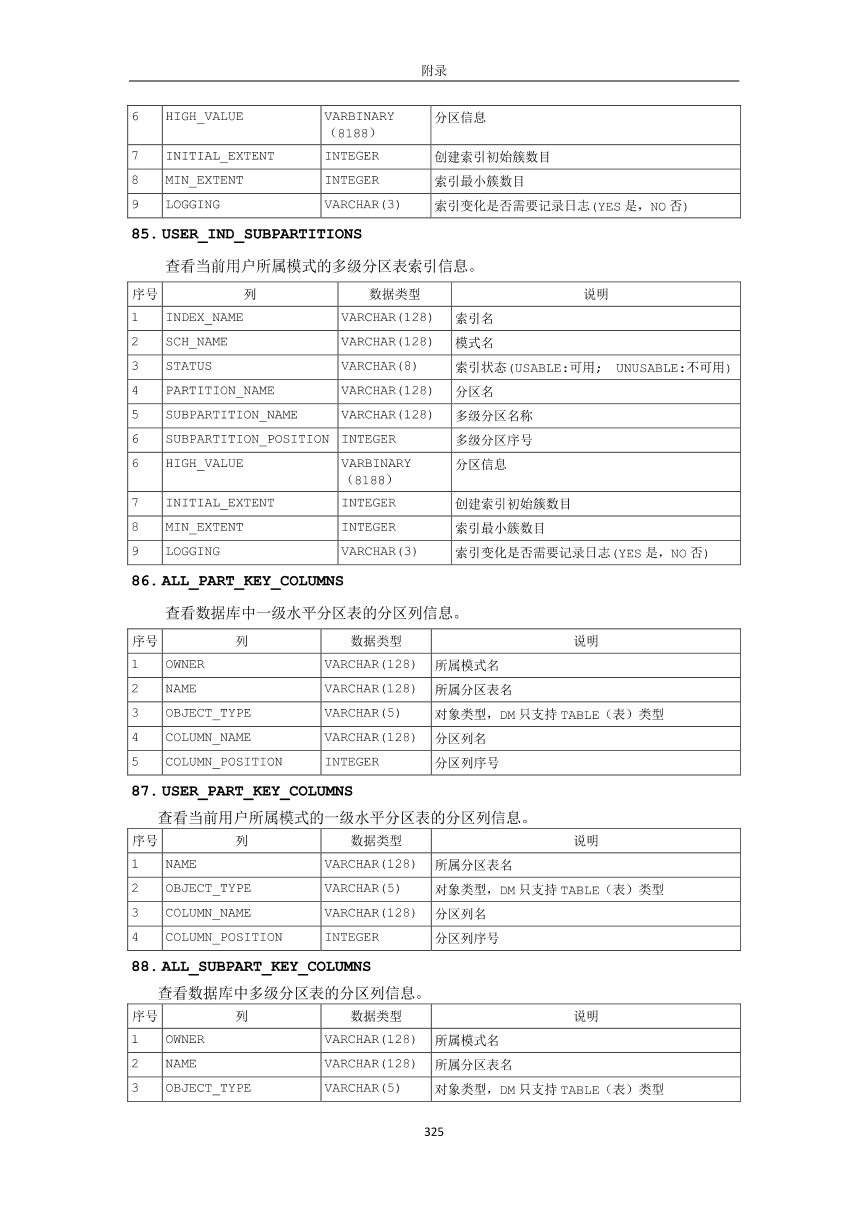 附录
6 HIGH_VALUE VARBINARY 分区信息
（8188）
7 INITIAL_EXTENT INTEGER 创建索引初始簇数目
8 MIN_EXTENT INTEGER 索引最小簇数目
9 LOGGING VARCHAR(3) 索引变化是否需要记录日志(YES 是，NO 否)
85. USER_IND_SUBPARTITIONS
查看当前用户所属模式的多级分区表索引信息。
序号 列 数据类型 说明
1 INDEX_NAME VARCHAR(128) 索引名
2 SCH_NAME VARCHAR(128) 模式名
3 STATUS VARCHAR(8) 索引状态(USABLE:可用； UNUSABLE:不可用)
4 PARTITION_NAME VARCHAR(128) 分区名
5 SUBPARTITION_NAME VARCHAR(128) 多级分区名称
6 SUBPARTITION_POSITION INTEGER 多级分区序号
6 HIGH_VALUE VARBINARY 分区信息
（8188）
7 INITIAL_EXTENT INTEGER 创建索引初始簇数目
8 MIN_EXTENT INTEGER 索引最小簇数目
9 LOGGING VARCHAR(3) 索引变化是否需要记录日志(YES 是，NO 否)
86. ALL_PART_KEY_COLUMNS
查看数据库中一级水平分区表的分区列信息。
序号 列 数据类型 说明
1 OWNER VARCHAR(128) 所属模式名
2 NAME VARCHAR(128) 所属分区表名
3 OBJECT_TYPE VARCHAR(5) 对象类型，DM 只支持 TABLE（表）类型
4 COLUMN_NAME VARCHAR(128) 分区列名
5 COLUMN_POSITION INTEGER 分区列序号
87. USER_PART_KEY_COLUMNS
查看当前用户所属模式的一级水平分区表的分区列信息。
序号 列 数据类型 说明
1 NAME VARCHAR(128) 所属分区表名
2 OBJECT_TYPE VARCHAR(5) 对象类型，DM 只支持 TABLE（表）类型
3 COLUMN_NAME VARCHAR(128) 分区列名
4 COLUMN_POSITION INTEGER 分区列序号
88. ALL_SUBPART_KEY_COLUMNS
查看数据库中多级分区表的分区列信息。
序号 列 数据类型 说明
1 OWNER VARCHAR(128) 所属模式名
2 NAME VARCHAR(128) 所属分区表名
3 OBJECT_TYPE VARCHAR(5) 对象类型，DM 只支持 TABLE（表）类型
325